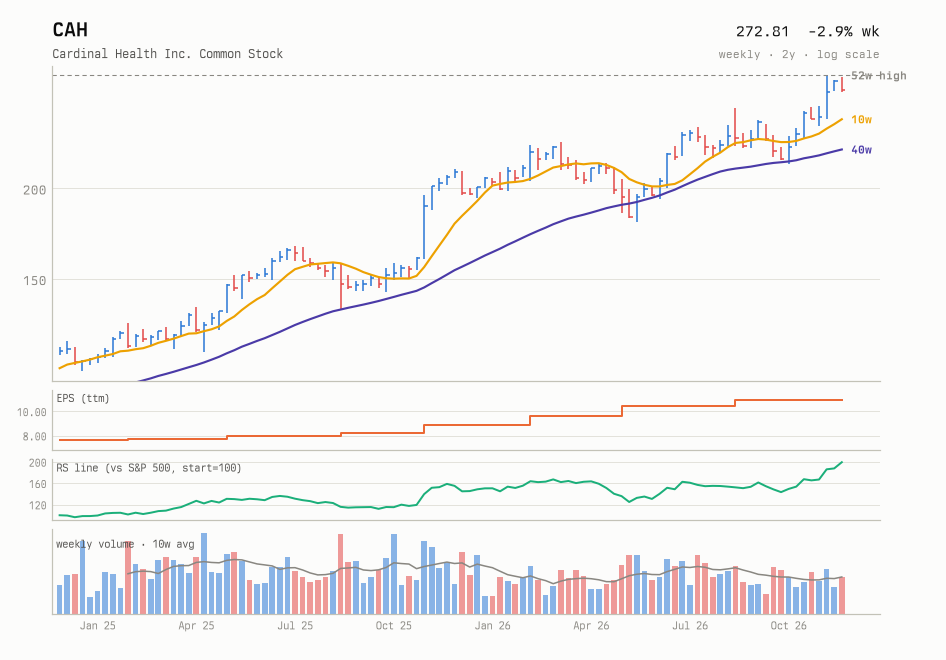 CAH
272.81 -2.9% wk
Cardinal Health Inc. Common Stock
weekly · 2y · log scale
52w high
10w
40w
200
150
EPS (ttm)
10.00
8.00
RS line (vs S&P 500, start=100)
200
160
120
weekly volume · 10w avg
Jan 25 Apr 25 Jul 25 Oct 25 Jan 26 Apr 26 Jul 26 Oct 26